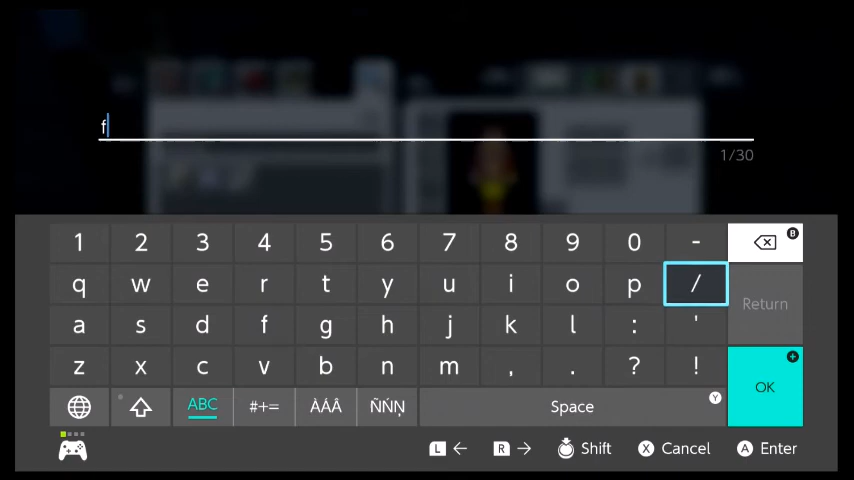 f
1/30
1 2 3 4 5 6 7 8 9 0 - B
q w e r t y u i o p / Return
a s d f g h j k l : '
z x c v b n m , . ? ! +
OK
ABC #+= ÀÁÂ ÑŃŅ Space Y
L ← R → Shift X Cancel A Enter